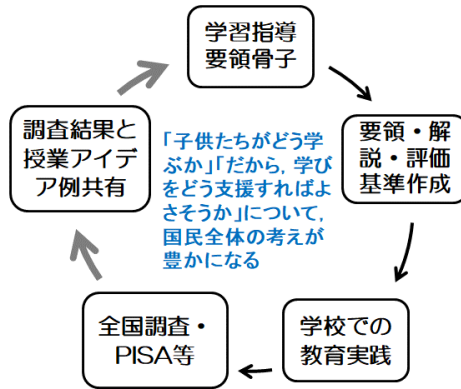 学習指導
要領骨子
要領・解
説・評価
基準作成
学校での
教育実践
全国調査・
PISA等
調査結果と
授業アイデ
ア例共有
「子供たちがどう学
ぶか」「だから，学び
をどう支援すればよ
さそうか」について，
国民全体の考えが
豊かになる